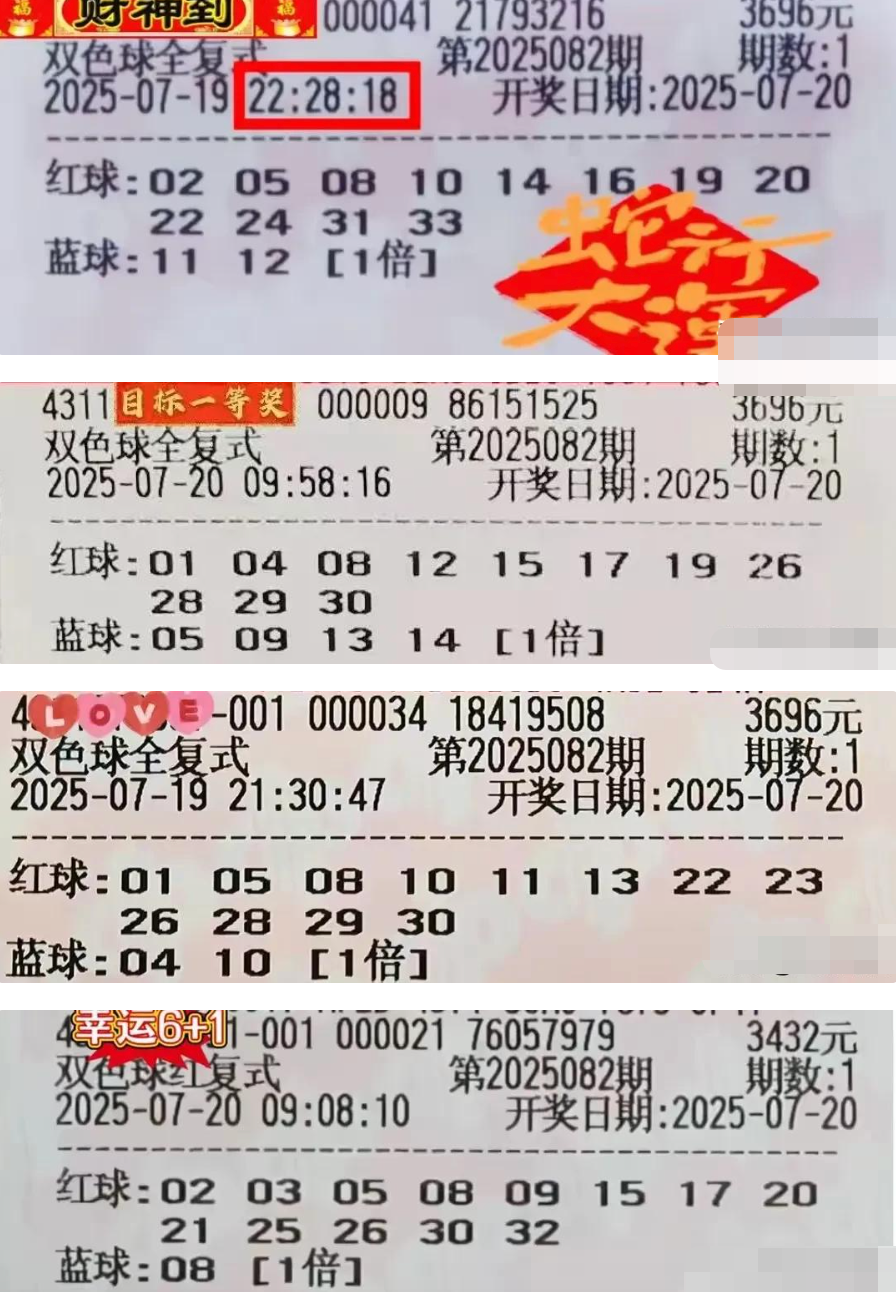 财神到 000041 21793216 3696元
福 福
双色球全复式 第2025082期 期数:1
2025-07-19 22:28:18 开奖日期:2025-07-20
红球:02 05 08 10 14 16 19 20
22 24 31 33
蓝球:11 12 [1倍]
蛇行
大运
4311 目标一等奖 000009 86151525 3696元
双色球全复式 第2025082期 期数:1
2025-07-20 09:58:16 开奖日期:2025-07-20
红球:01 04 08 12 15 17 19 26
28 29 30
蓝球:05 09 13 14 [1倍]
4 LOVE -001 000034 18419508 3696元
双色球全复式 第2025082期 期数:1
2025-07-19 21:30:47 开奖日期:2025-07-20
红球:01 05 08 10 11 13 22 23
26 28 29 30
蓝球:04 10 [1倍]
4 幸运6+1 1-001 000021 76057979 3432元
双色球红复式 第2025082期 期数:1
2025-07-20 09:08:10 开奖日期:2025-07-20
红球:02 03 05 08 09 15 17 20
21 25 26 30 32
蓝球:08 [1倍]